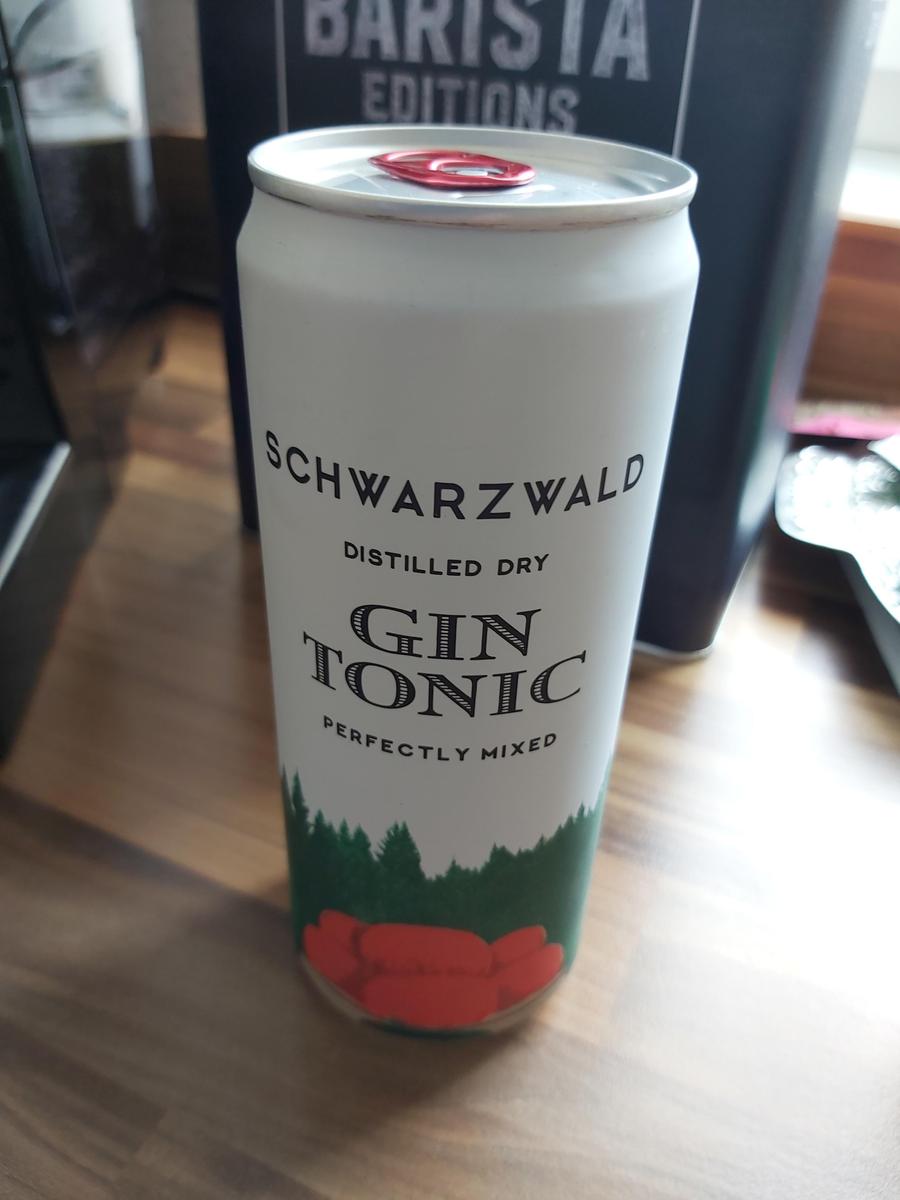 BARISTA
EDITIONS
SCHWARZWALD
DISTILLED DRY
GIN
TONIC
PERFECTLY MIXED